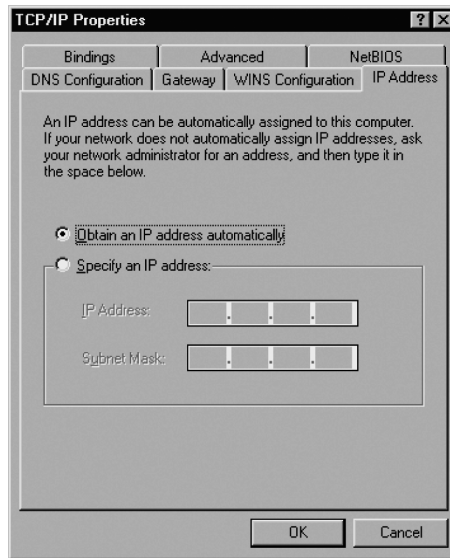 TCP/IP Properties
Bindings
Advanced
NetBIOS
DNS Configuration
Gateway
WINS Configuration
IP Address
An IP address can be automatically assigned to this computer.
If your network does not automatically assign IP addresses, ask
your network administrator for an address, and then type it in
the space below.
Obtain an IP address automatically
Specify an IP address:
IP Address:
. . .
Subnet Mask:
. . .
OK
Cancel